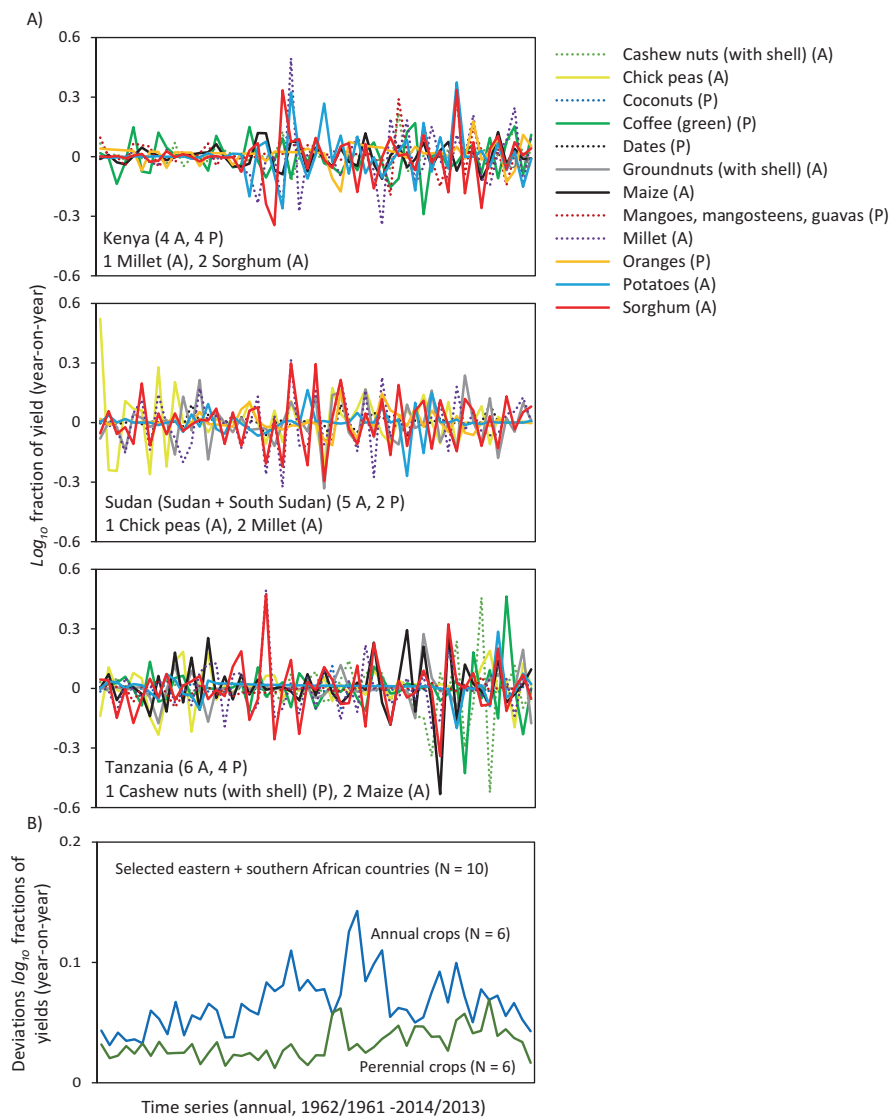 A)
0.6
0.3
0
-0.3
-0.6
Kenya (4 A, 4 P)
1 Millet (A), 2 Sorghum (A)
Cashew nuts (with shell) (A)
Chick peas (A)
Coconuts (P)
Coffee (green) (P)
Dates (P)
Groundnuts (with shell) (A)
Maize (A)
Mangoes, mangosteens, guavas (P)
Millet (A)
Oranges (P)
Potatoes (A)
Sorghum (A)
Log₁₀ fraction of yield (year-on-year)
0.6
0.3
0
-0.3
-0.6
Sudan (Sudan + South Sudan) (5 A, 2 P)
1 Chick peas (A), 2 Millet (A)
0.6
0.3
0
-0.3
-0.6
Tanzania (6 A, 4 P)
1 Cashew nuts (with shell) (P), 2 Maize (A)
B)
0.2
0.1
0
Deviations log₁₀ fractions of
yields (year-on-year)
Selected eastern + southern African countries (N = 10)
Annual crops (N = 6)
Perennial crops (N = 6)
Time series (annual, 1962/1961 -2014/2013)